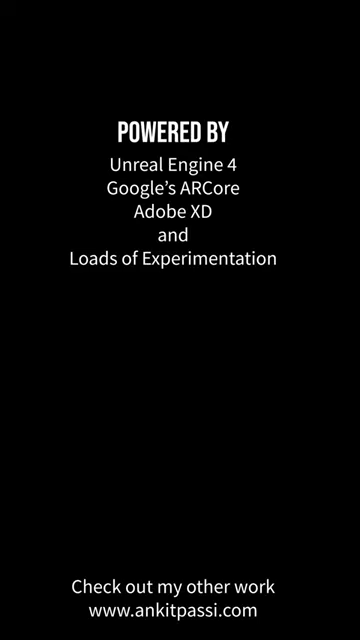 POWERED BY
Unreal Engine 4
Google's ARCore
Adobe XD
and
Loads of Experimentation
Check out my other work
www.ankitpassi.com